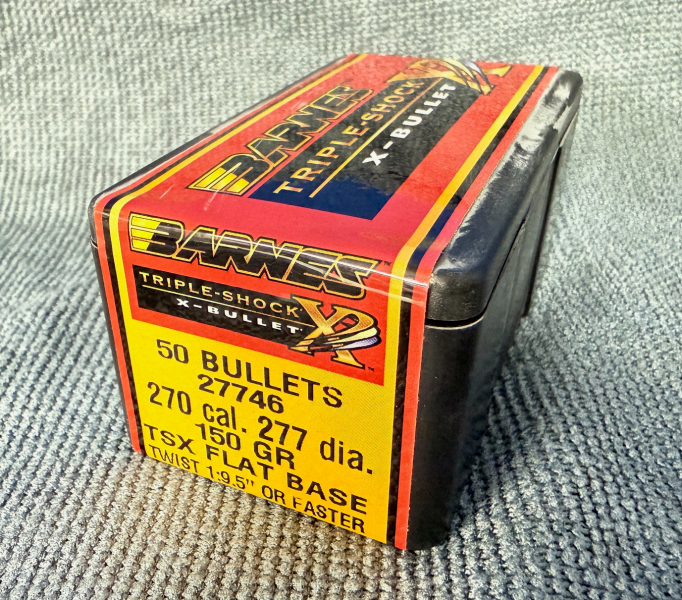 BARNES
TRIPLE-SHOCK
X-BULLET
BARNES
TRIPLE-SHOCK
X-BULLET
50 BULLETS
27746
270 cal. 277 dia.
150 GR
TSX FLAT BASE
TWIST 1:9.5" OR FASTER